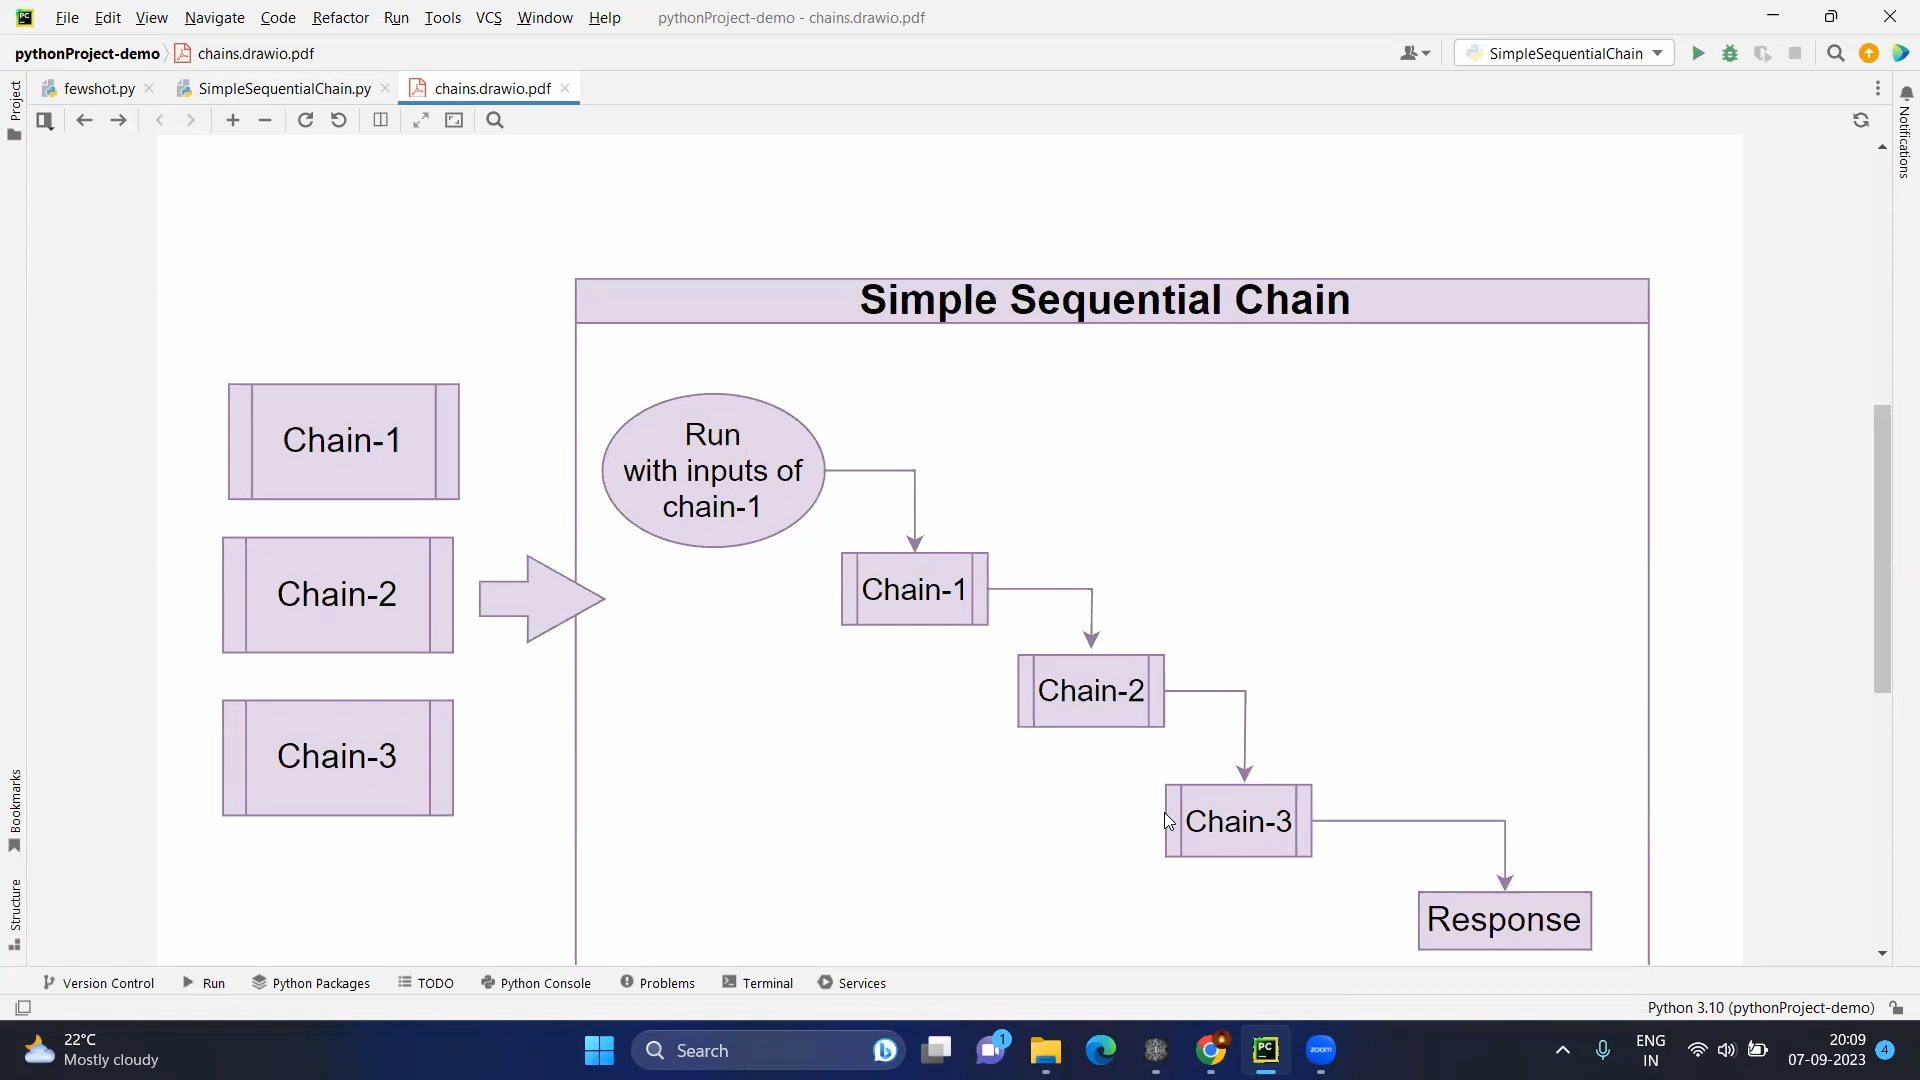 File Edit View Navigate Code Refactor Run Tools VCS Window Help pythonProject-demo - chains.drawio.pdf
pythonProject-demo chains.drawio.pdf SimpleSequentialChain
fewshot.py SimpleSequentialChain.py chains.drawio.pdf
Project
Notifications
Simple Sequential Chain
Chain-1
Chain-2
Chain-3
Run
with inputs of
chain-1
Chain-1
Chain-2
Chain-3
Response
Bookmarks
Structure
Version Control Run Python Packages TODO Python Console Problems Terminal Services
Python 3.10 (pythonProject-demo)
22°C
Mostly cloudy
Search
1
PC
zoom
ENG
IN
20:09
07-09-2023
4